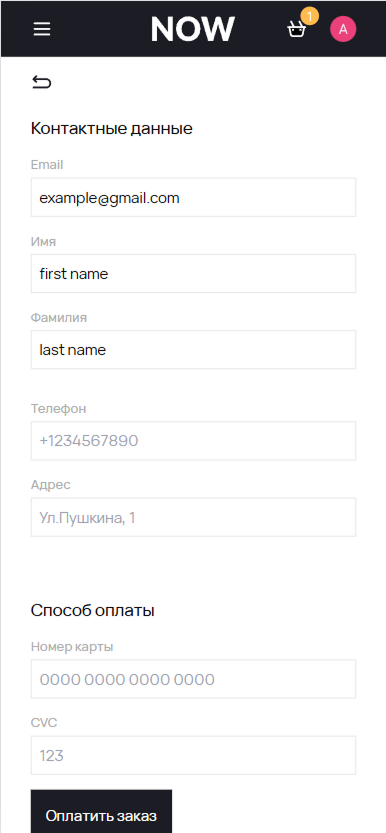 NOW
1
A
Контактные данные
Email
example@gmail.com
Имя
first name
Фамилия
last name
Телефон
+1234567890
Адрес
Ул.Пушкина, 1
Способ оплаты
Номер карты
0000 0000 0000 0000
CVC
123
Оплатить заказ